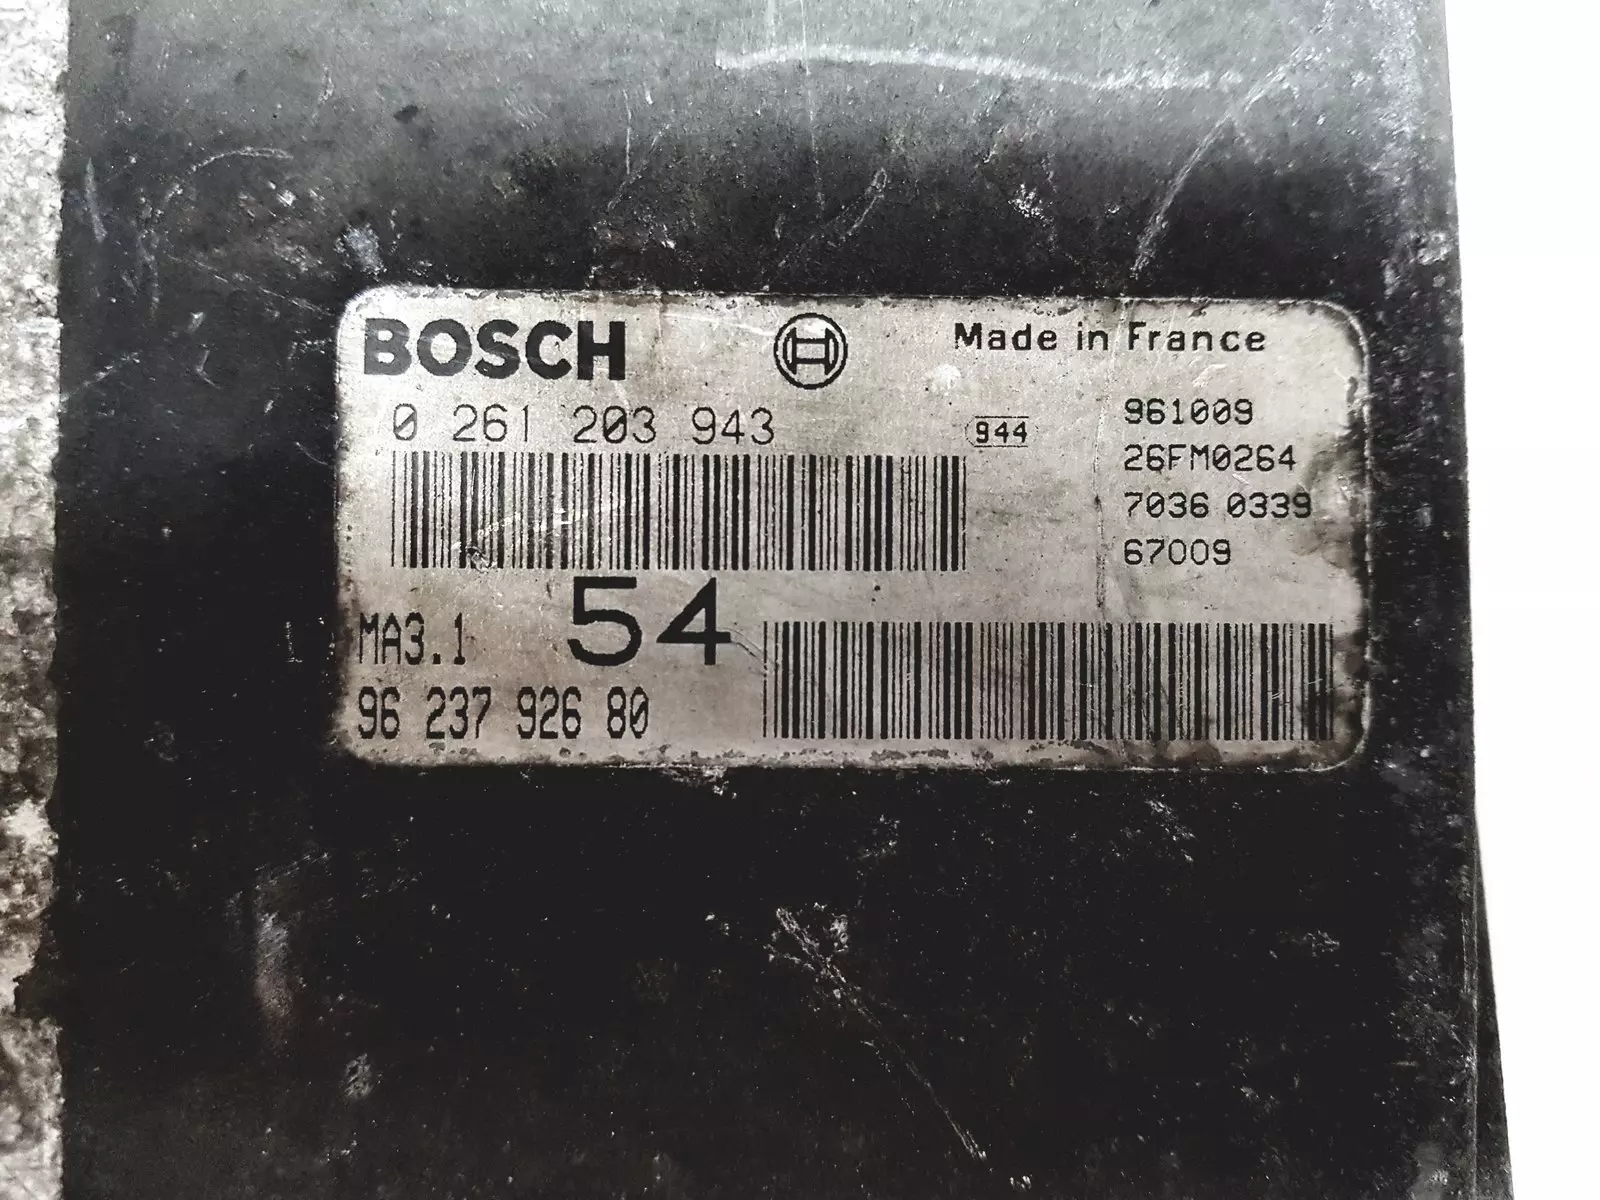 BOSCH
Made in France
0 261 203 943
944
961009
26FM0264
7036 0339
67009
MA3.1
54
96 237 926 80